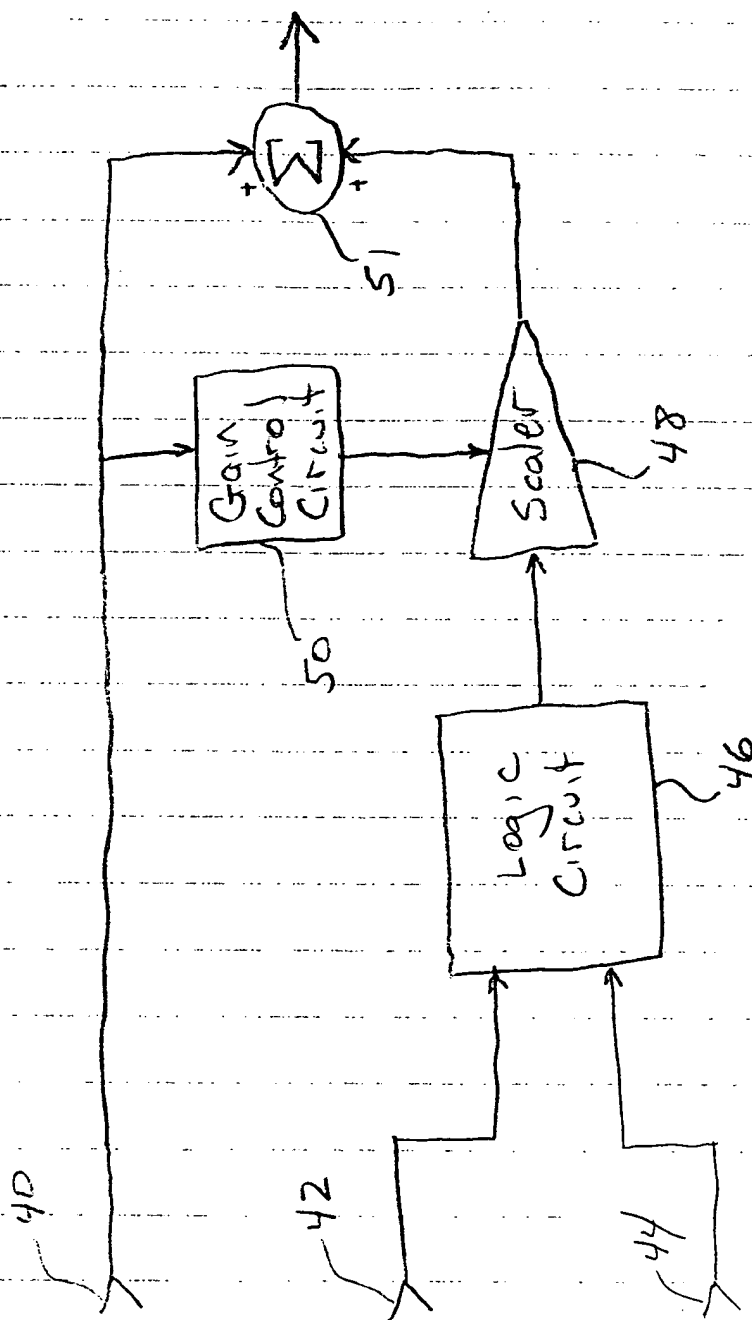 40
42
44
Logic
Circuit
46
Gain
Control
Circuit
50
Scaler
48
+
Σ
+
51